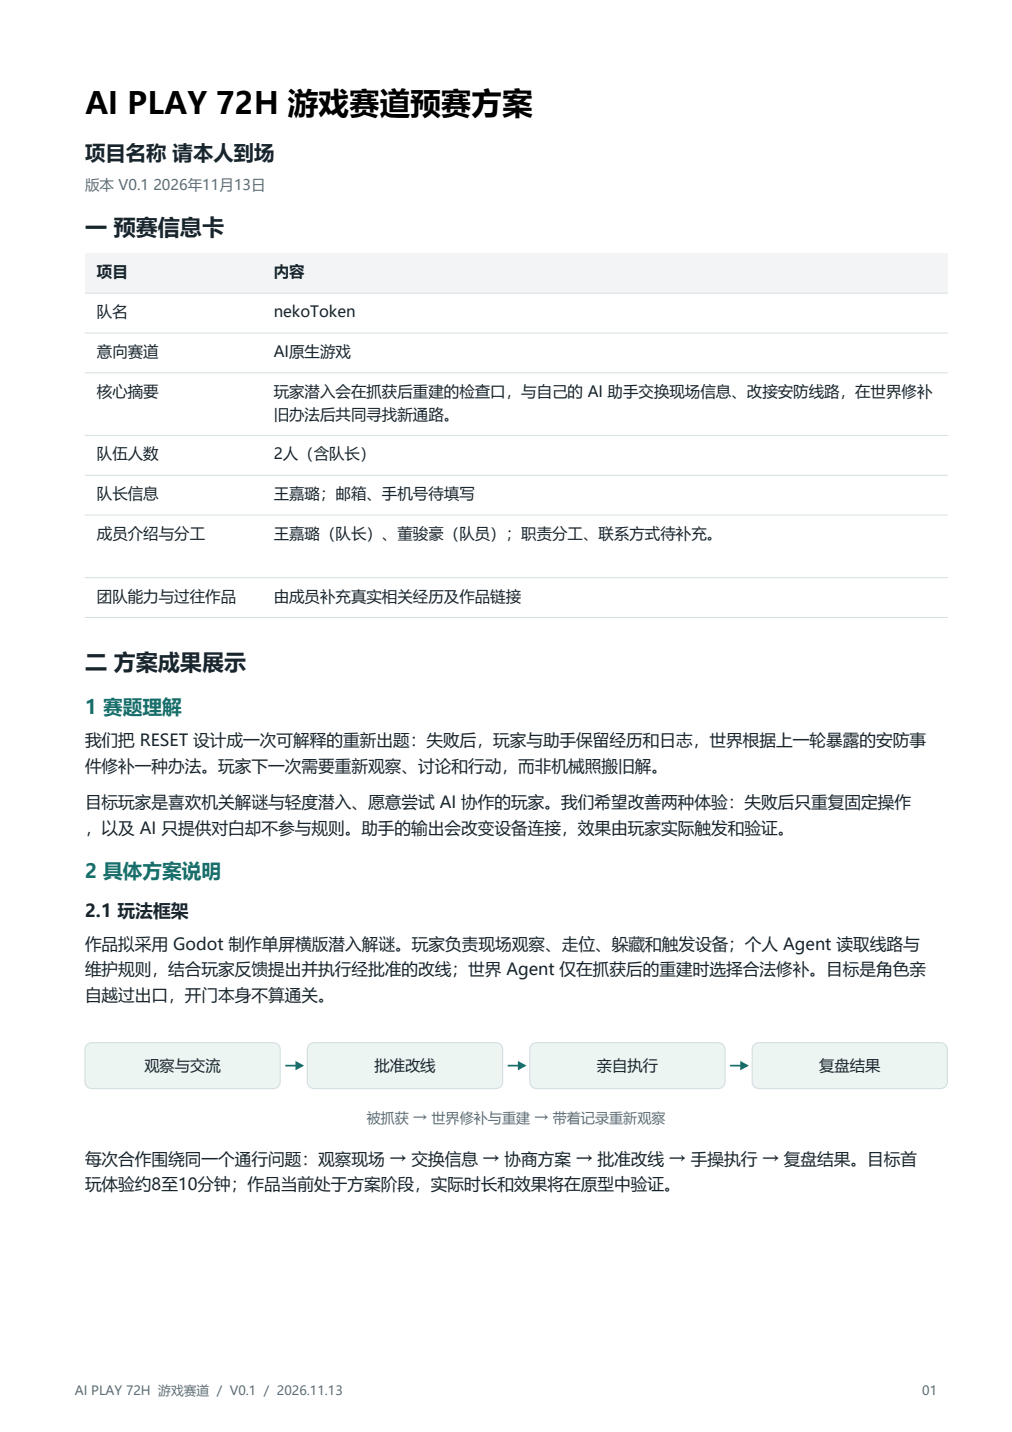 AI PLAY 72H 游戏赛道预赛方案
项目名称 请本人到场
版本 V0.1 2026年11月13日
一 预赛信息卡
项目 内容
队名 nekoToken
意向赛道 AI原生游戏
核心摘要 玩家潜入会在抓获后重建的检查口，与自己的 AI 助手交换现场信息、改接安防线路，在世界修补
旧办法后共同寻找新通路。
队伍人数 2人（含队长）
队长信息 王嘉璐；邮箱、手机号待填写
成员介绍与分工 王嘉璐（队长）、董骏豪（队员）；职责分工、联系方式待补充。
团队能力与过往作品 由成员补充真实相关经历及作品链接
二 方案成果展示
1 赛题理解
我们把 RESET 设计成一次可解释的重新出题：失败后，玩家与助手保留经历和日志，世界根据上一轮暴露的安防事
件修补一种办法。玩家下一次需要重新观察、讨论和行动，而非机械照搬旧解。
目标玩家是喜欢机关解谜与轻度潜入、愿意尝试 AI 协作的玩家。我们希望改善两种体验：失败后只重复固定操作
，以及 AI 只提供对白却不参与规则。助手的输出会改变设备连接，效果由玩家实际触发和验证。
2 具体方案说明
2.1 玩法框架
作品拟采用 Godot 制作单屏横版潜入解谜。玩家负责现场观察、走位、躲藏和触发设备；个人 Agent 读取线路与
维护规则，结合玩家反馈提出并执行经批准的改线；世界 Agent 仅在抓获后的重建时选择合法修补。目标是角色亲
自越过出口，开门本身不算通关。
观察与交流 → 批准改线 → 亲自执行 → 复盘结果
被抓获 → 世界修补与重建 → 带着记录重新观察
每次合作围绕同一个通行问题：观察现场 → 交换信息 → 协商方案 → 批准改线 → 手操执行 → 复盘结果。目标首
玩体验约8至10分钟；作品当前处于方案阶段，实际时长和效果将在原型中验证。
AI PLAY 72H 游戏赛道 / V0.1 / 2026.11.13 01